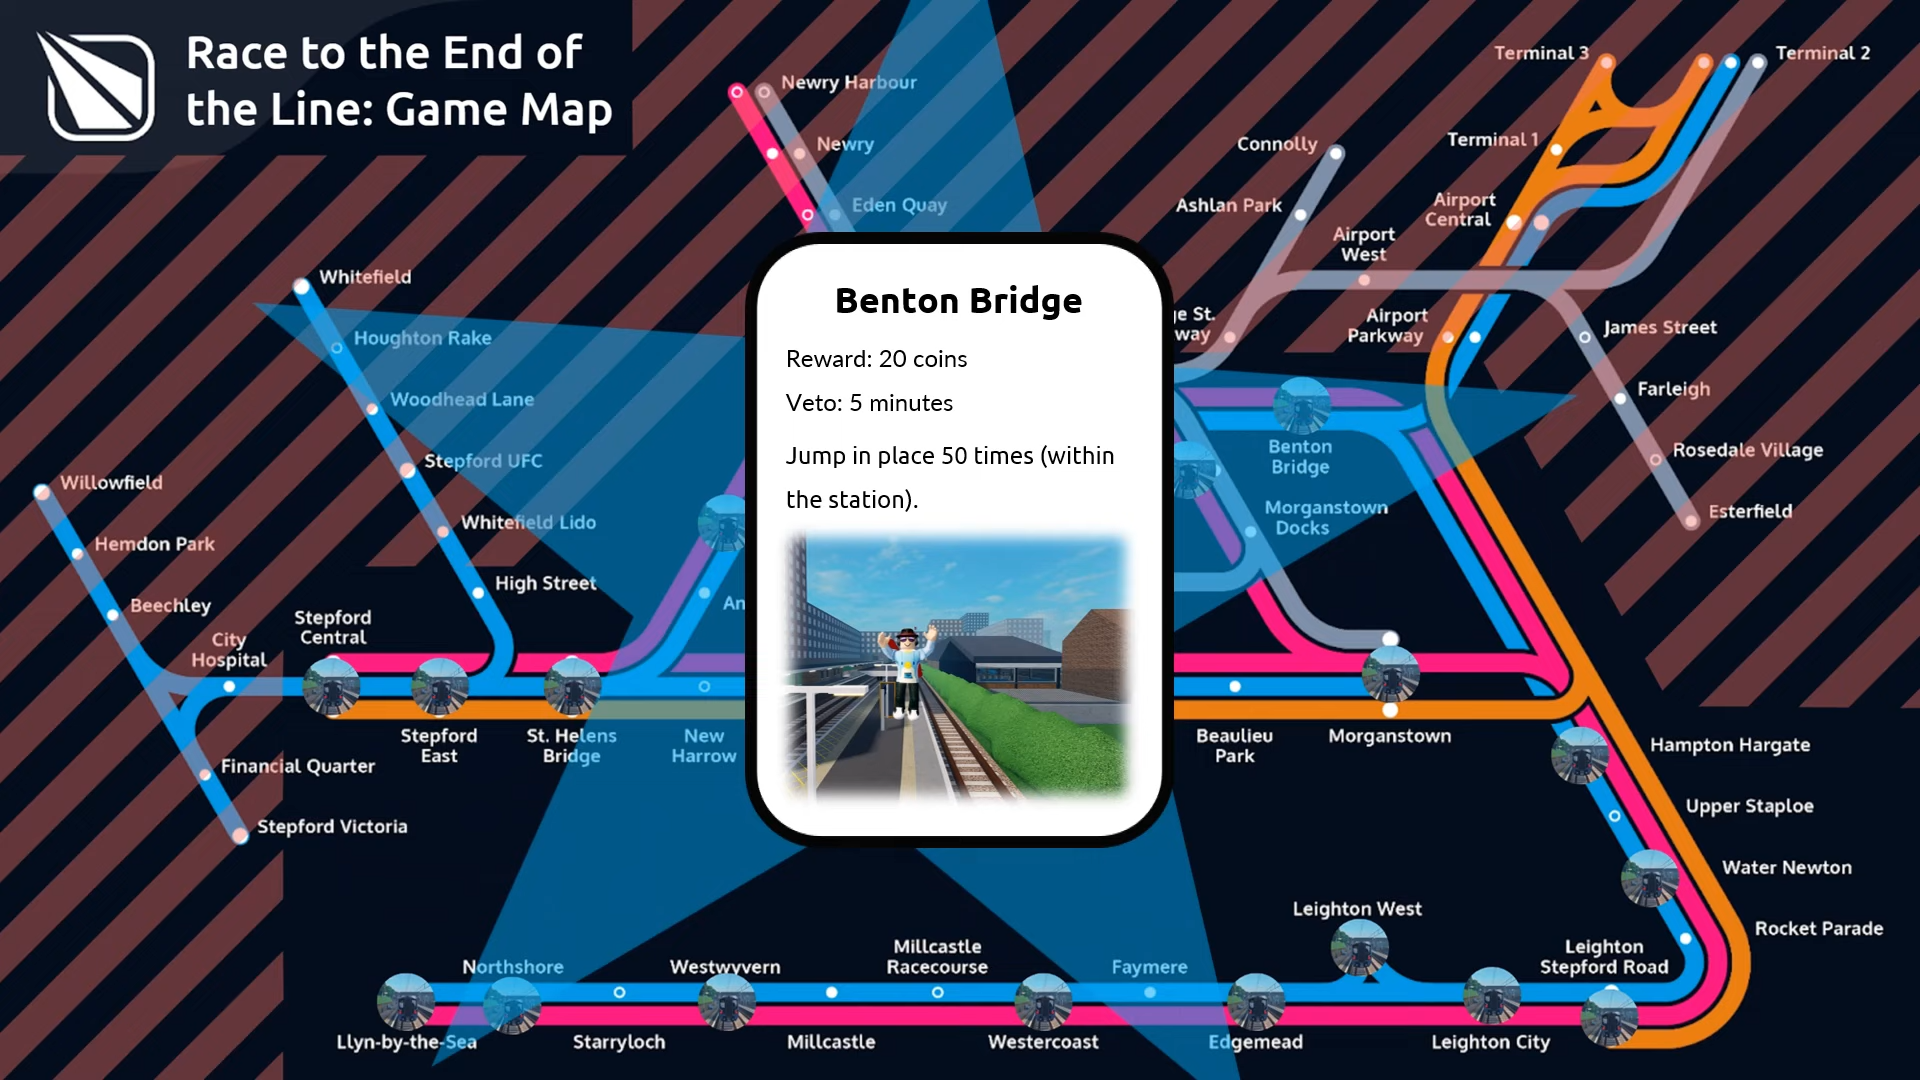 Race to the End of
the Line: Game Map
Newry Harbour
Newry
Eden Quay
Terminal 3
Terminal 2
Terminal 1
Connolly
Ashlan Park
Airport
Central
Airport
West
Airport
Parkway
James Street
Farleigh
Rosedale Village
Esterfield
Whitefield
Houghton Rake
Woodhead Lane
Stepford UFC
Whitefield Lido
High Street
Willowfield
Hemdon Park
Beechley
City
Hospital
Stepford
Central
Financial Quarter
Stepford Victoria
Stepford
East
St. Helens
Bridge
New
Harrow
Benton Bridge
Reward: 20 coins
Veto: 5 minutes
Jump in place 50 times (within
the station).
St.
Benton
Bridge
Morganstown
Docks
Beaulieu
Park
Morganstown
Hampton Hargate
Upper Staploe
Water Newton
Rocket Parade
Leighton
Stepford Road
Leighton West
Leighton City
Edgemead
Faymere
Westercoast
Millcastle
Racecourse
Millcastle
Westwyvern
Starryloch
Northshore
Llyn-by-the-Sea